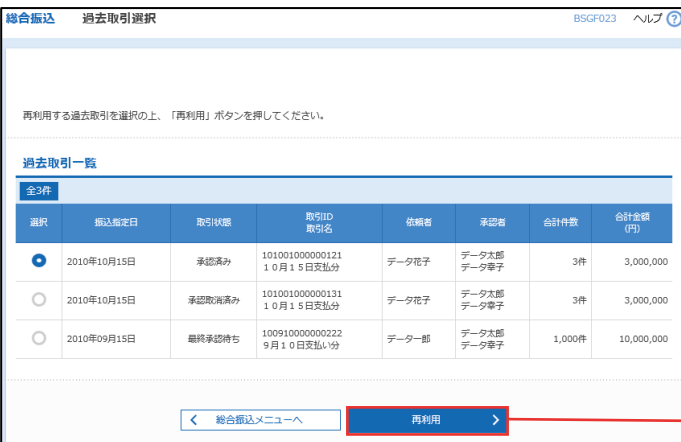 総合振込 過去取引選択 BSGF023 ヘルプ ?
再利用する過去取引を選択の上、「再利用」ボタンを押してください。
過去取引一覧
全3件
選択 振込指定日 取引状態 取引ID 依頼者 承認者 合計件数 合計金額
取引名 (円)
2010年10月15日 承認済み 101001000000121 データ花子 データ太郎 3件 3,000,000
10月15日支払分 データ幸子
2010年10月15日 承認取消済み 101001000000131 データ花子 データ太郎 3件 3,000,000
10月15日支払分 データ幸子
2010年09月15日 最終承認待ち 100910000000222 データ一郎 データ太郎 1,000件 10,000,000
9月10日支払い分 データ幸子
総合振込メニューへ 再利用